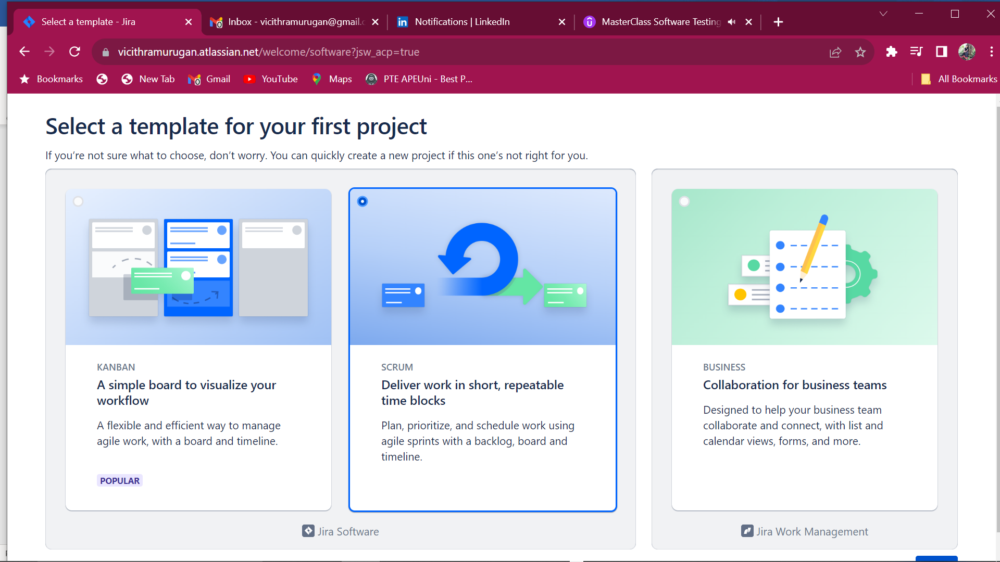 Select a template - Jira
Inbox - vicithramurugan@gmail.c
Notifications | LinkedIn
MasterClass Software Testing
vicithramurugan.atlassian.net/welcome/software?jsw_acp=true
Bookmarks
New Tab
Gmail
YouTube
Maps
PTE APEUni - Best P...
All Bookmarks
Select a template for your first project
If you’re not sure what to choose, don’t worry. You can quickly create a new project if this one’s not right for you.
KANBAN
A simple board to visualize your
workflow
A flexible and efficient way to manage
agile work, with a board and timeline.
POPULAR
SCRUM
Deliver work in short, repeatable
time blocks
Plan, prioritize, and schedule work using
agile sprints with a backlog, board and
timeline.
Jira Software
BUSINESS
Collaboration for business teams
Designed to help your business team
collaborate and connect, with list and
calendar views, forms, and more.
Jira Work Management